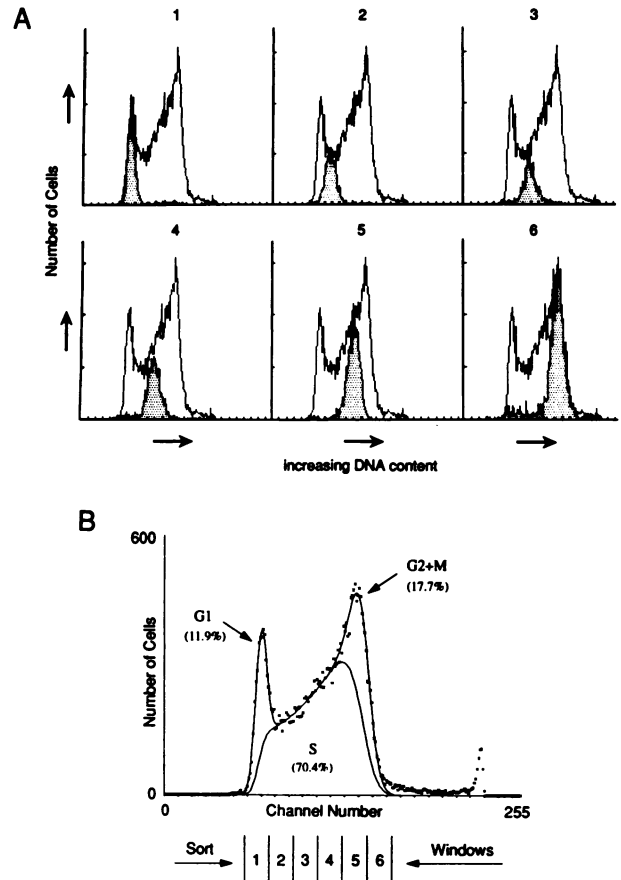 A
1 2 3
Number of Cells
4 5 6
increasing DNA content
B
600
G2+M
(17.7%)
G1
(11.9%)
Number of Cells
S
(70.4%)
0
0 Channel Number 255
Sort 1 2 3 4 5 6 Windows